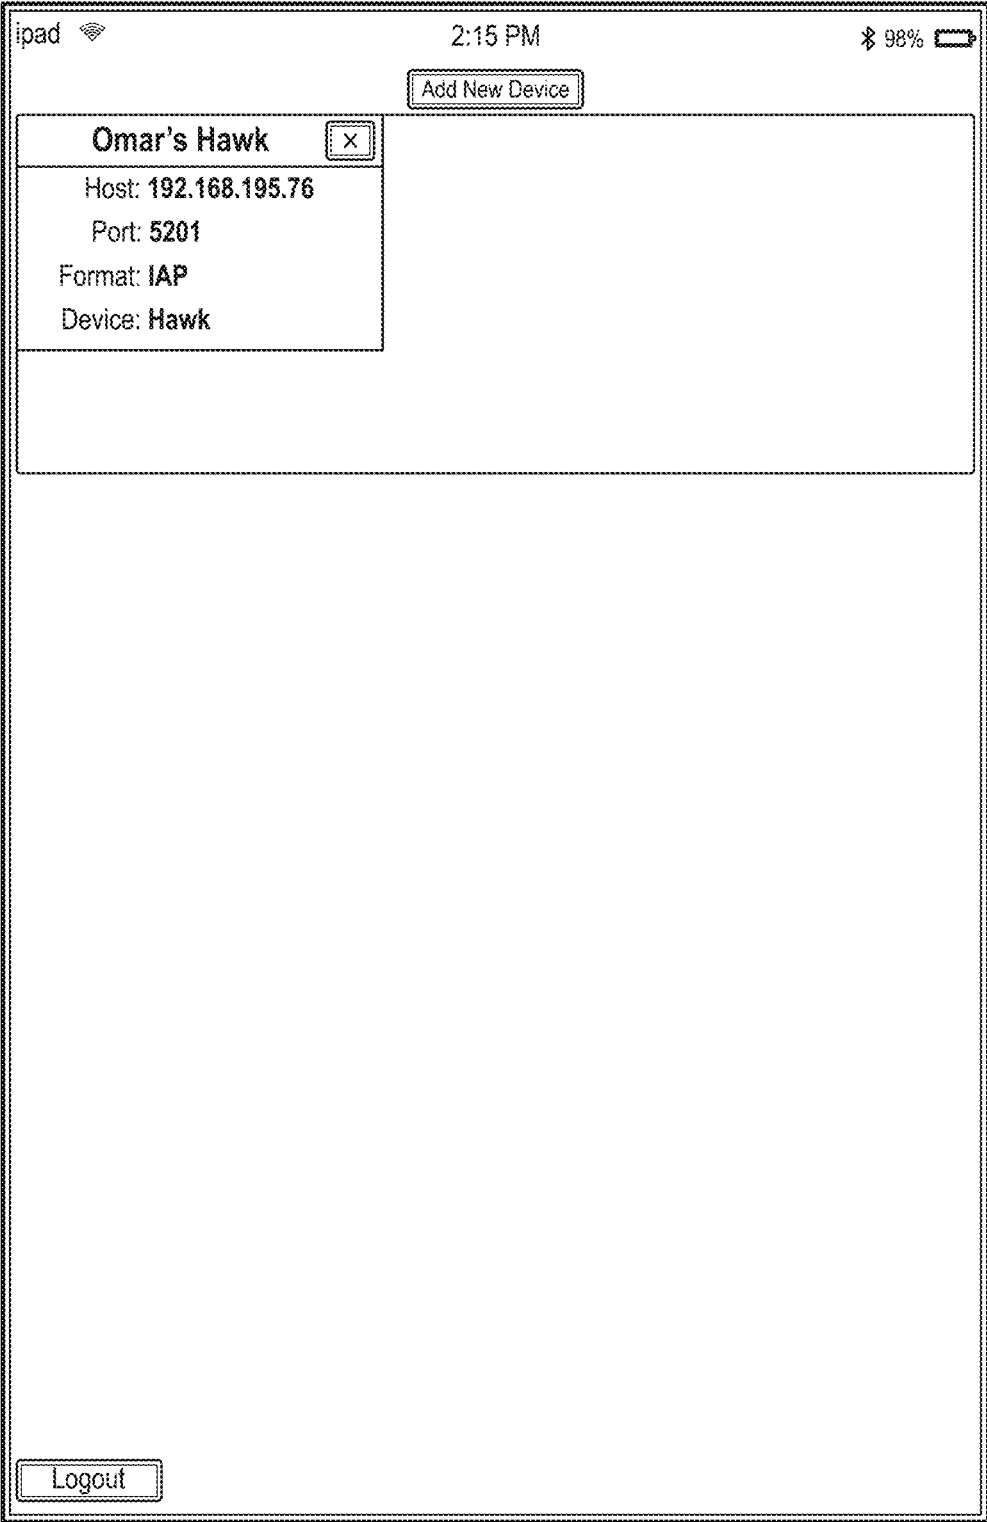 ipad 2:15 PM 98%
Add New Device
Omar's Hawk ×
Host: 192.168.195.76
Port: 5201
Format: IAP
Device: Hawk
Logout